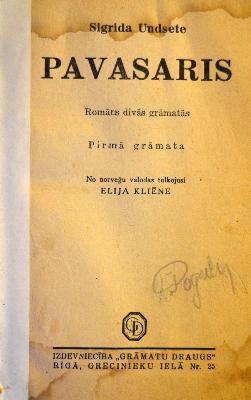 Sigrida Undsete
PAVASARIS
Romāns divās grāmatās
Pirmā grāmata
No norvēģu valodas tulkojusi
ELIJA KLIĒNE
IZDEVNIECĪBA „GRĀMATU DRAUGS"
RĪGĀ, GRĒCINIEKU IELĀ Nr. 25